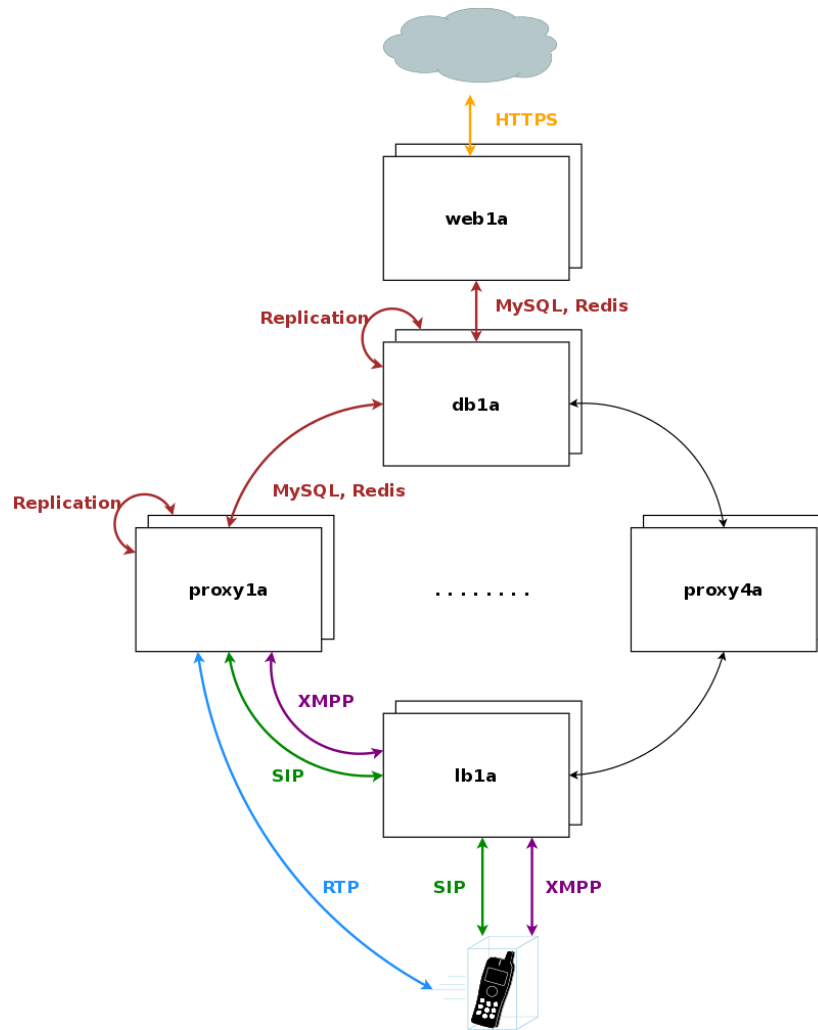 HTTPS
web1a
MySQL, Redis
Replication
db1a
MySQL, Redis
Replication
proxy1a
. . . . . . . .
proxy4a
XMPP
SIP
lb1a
RTP
SIP
XMPP